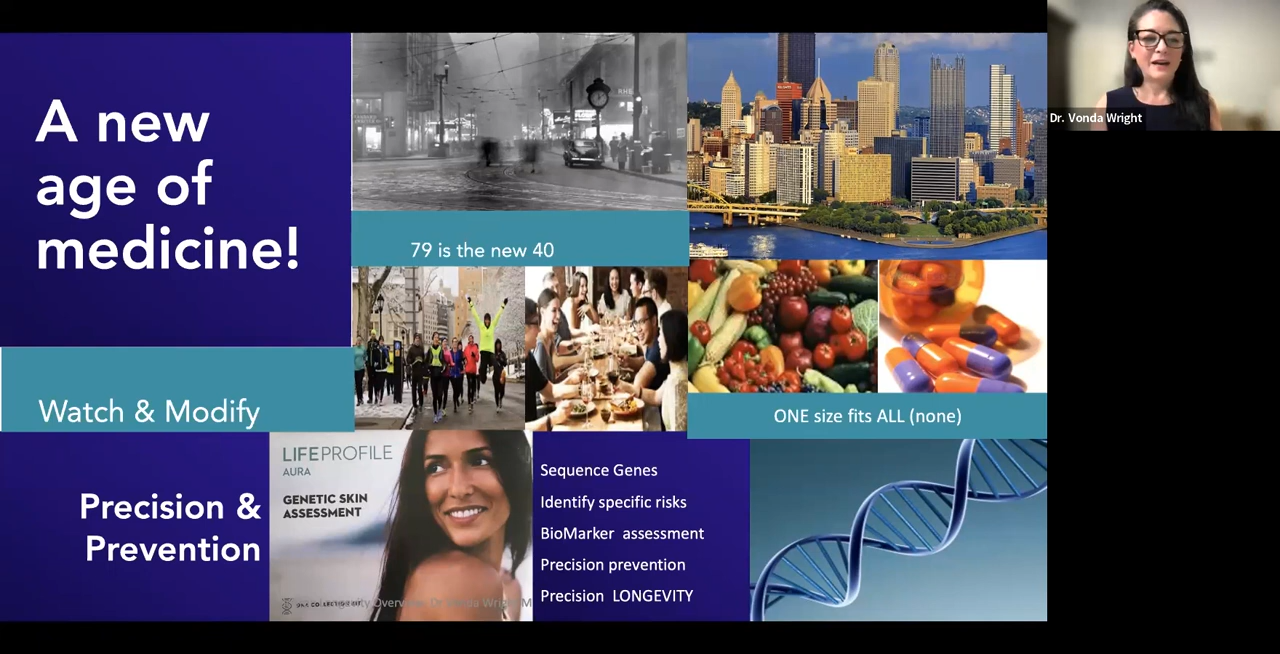 A new
age of
medicine!
79 is the new 40
Dr. Vonda Wright
Watch & Modify
ONE size fits ALL (none)
Precision &
Prevention
LIFEPROFILE
AURA
GENETIC SKIN
ASSESSMENT
Sequence Genes
Identify specific risks
BioMarker assessment
Precision prevention
Precision LONGEVITY